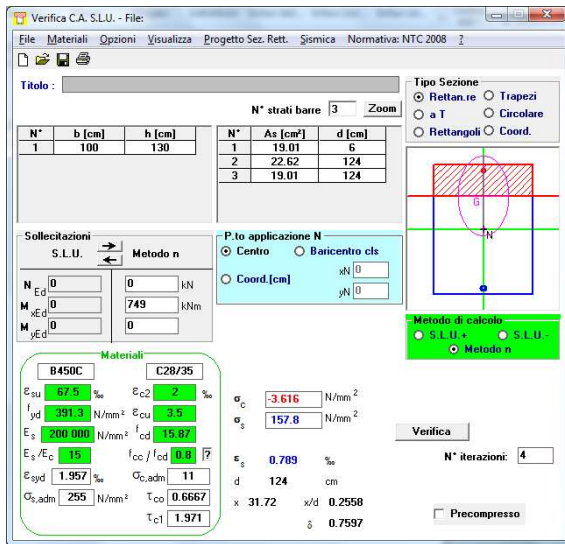 Verifica C.A. S.L.U. - File:
File Materiali Opzioni Visualizza Progetto Sez. Rett. Sismica Normativa: NTC 2008 ?
Titolo :
N° strati barre 3 Zoom
N° b [cm] h [cm]
1 100 130
N° As [cm²] d [cm]
1 19.01 6
2 22.62 124
3 19.01 124
Tipo Sezione
Rettan.re Trapezi
a T Circolare
Rettangoli Coord.
G
N
Sollecitazioni
S.L.U. Metodo n
N Ed 0 0 kN
M xEd 0 749 kNm
M yEd 0 0
P.to applicazione N
Centro Baricentro cls
Coord.[cm] xN 0
yN 0
Metodo di calcolo
S.L.U.+ S.L.U.-
Metodo n
Materiali
B450C C28/35
εsu 67.5 ‰ εc2 2 ‰
fyd 391.3 N/mm² εcu 3.5
Es 200 000 N/mm² fcd 15.87
Es/Ec 15 fcc / fcd 0.8 ?
εsyd 1.957 ‰ σc,adm 11
σs,adm 255 N/mm² τco 0.6667
τc1 1.971
σc -3.616 N/mm²
σs 157.8 N/mm²
εs 0.789 ‰
d 124 cm
x 31.72 x/d 0.2558
δ 0.7597
Verifica
N° iterazioni: 4
Precompresso